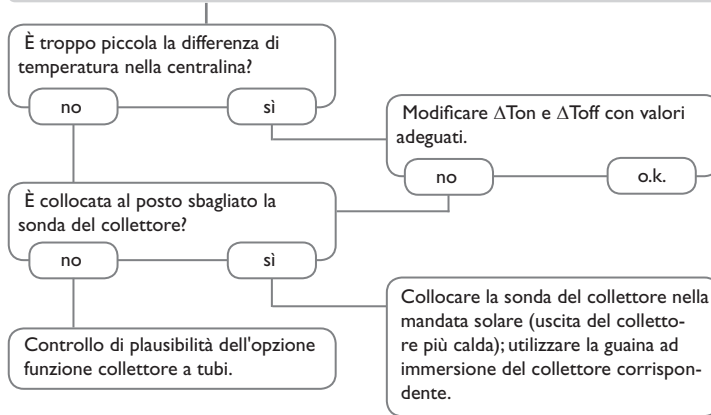 È troppo piccola la differenza di
temperatura nella centralina?
no
sì
Modificare ΔTon e ΔToff con valori
adeguati.
no
o.k.
È collocata al posto sbagliato la
sonda del collettore?
no
sì
Controllo di plausibilità dell'opzione
funzione collettore a tubi.
Collocare la sonda del collettore nella
mandata solare (uscita del colletto-
re più calda); utilizzare la guaina ad
immersione del collettore corrispon-
dente.